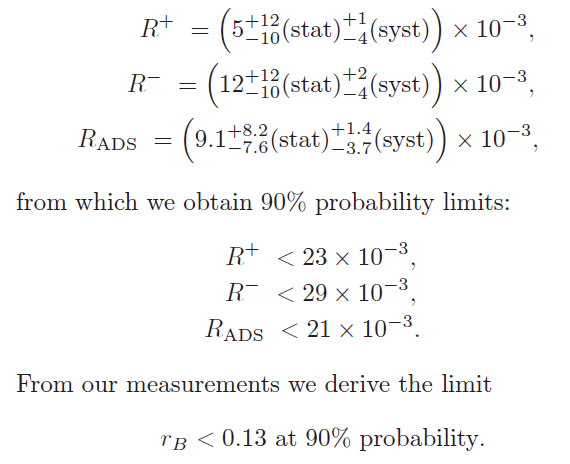 R⁺ = (5⁺¹²₋₁₀(stat)⁺¹₋₄(syst)) × 10⁻³,
R⁻ = (12⁺¹²₋₁₀(stat)⁺²₋₄(syst)) × 10⁻³,
R_ADS = (9.1^{+8.2}_{−7.6}(stat)^{+1.4}_{−3.7}(syst)) × 10⁻³,
from which we obtain 90% probability limits:
R⁺ < 23 × 10⁻³,
R⁻ < 29 × 10⁻³,
R_ADS < 21 × 10⁻³.
From our measurements we derive the limit
r_B < 0.13 at 90% probability.